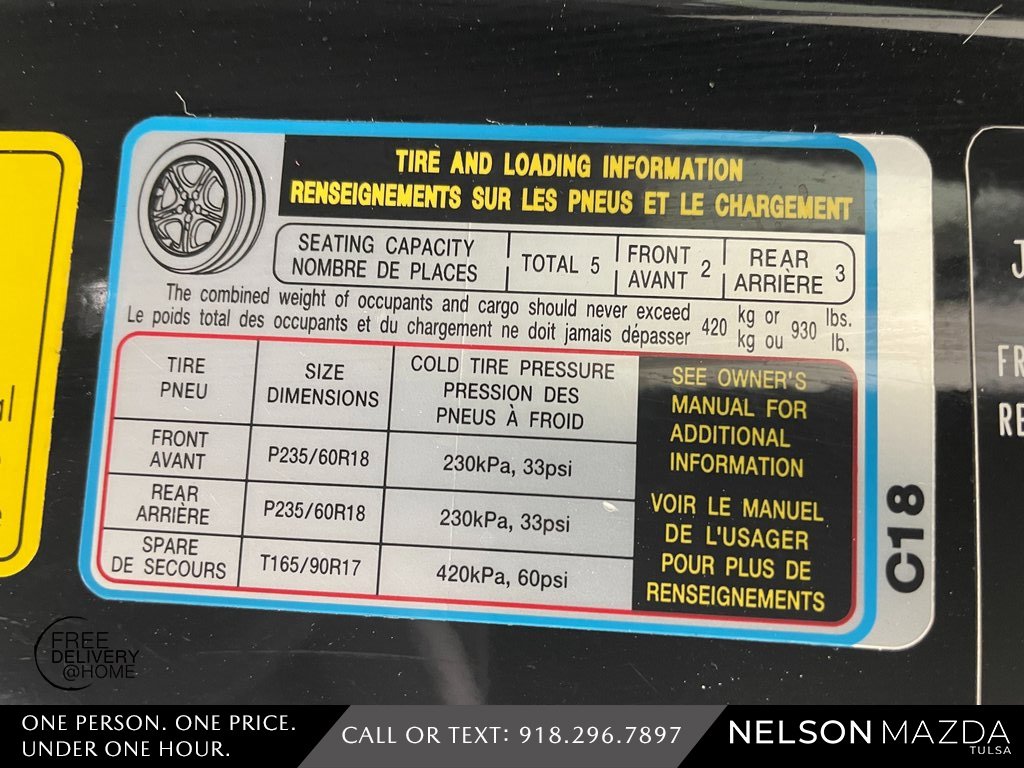 TIRE AND LOADING INFORMATION
RENSEIGNEMENTS SUR LES PNEUS ET LE CHARGEMENT
SEATING CAPACITY
NOMBRE DE PLACES
TOTAL 5
FRONT
AVANT 2
REAR
ARRIÈRE 3
The combined weight of occupants and cargo should never exceed 420 kg or 930 lbs.
Le poids total des occupants et du chargement ne doit jamais dépasser kg ou lb.
TIRE
PNEU
SIZE
DIMENSIONS
COLD TIRE PRESSURE
PRESSION DES
PNEUS À FROID
FRONT
AVANT
P235/60R18
230kPa, 33psi
REAR
ARRIÈRE
P235/60R18
230kPa, 33psi
SPARE
DE SECOURS
T165/90R17
420kPa, 60psi
SEE OWNER'S
MANUAL FOR
ADDITIONAL
INFORMATION
VOIR LE MANUEL
DE L'USAGER
POUR PLUS DE
RENSEIGNEMENTS
C18
FREE
DELIVERY
@HOME
ONE PERSON. ONE PRICE.
UNDER ONE HOUR.
CALL OR TEXT: 918.296.7897
NELSON MAZDA
TULSA